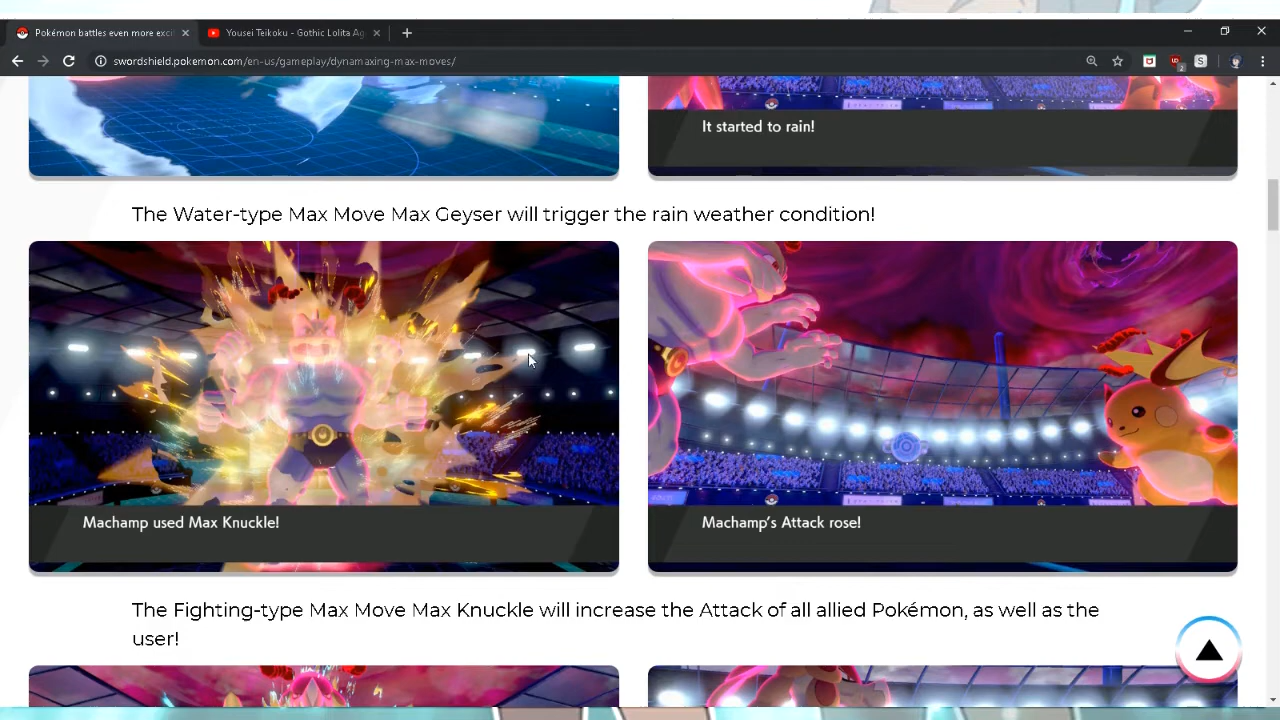 Pokémon battles even more exci
Yousei Teikoku - Gothic Lolita Ag
swordshield.pokemon.com/en-us/gameplay/dynamaxing-max-moves/
It started to rain!
The Water-type Max Move Max Geyser will trigger the rain weather condition!
Machamp used Max Knuckle!
Machamp's Attack rose!
The Fighting-type Max Move Max Knuckle will increase the Attack of all allied Pokémon, as well as the
user!